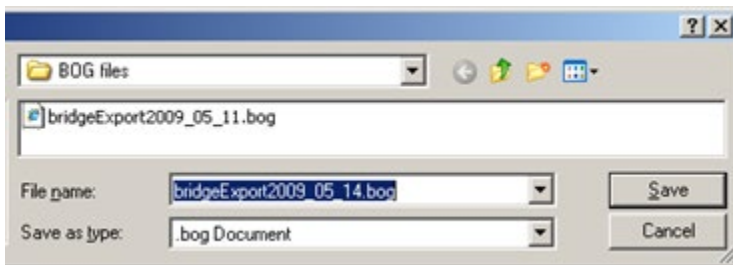 BOG files
bridgeExport2009_05_11.bog
File name: bridgeExport2009_05_14.bog Save
Save as type: .bog Document Cancel